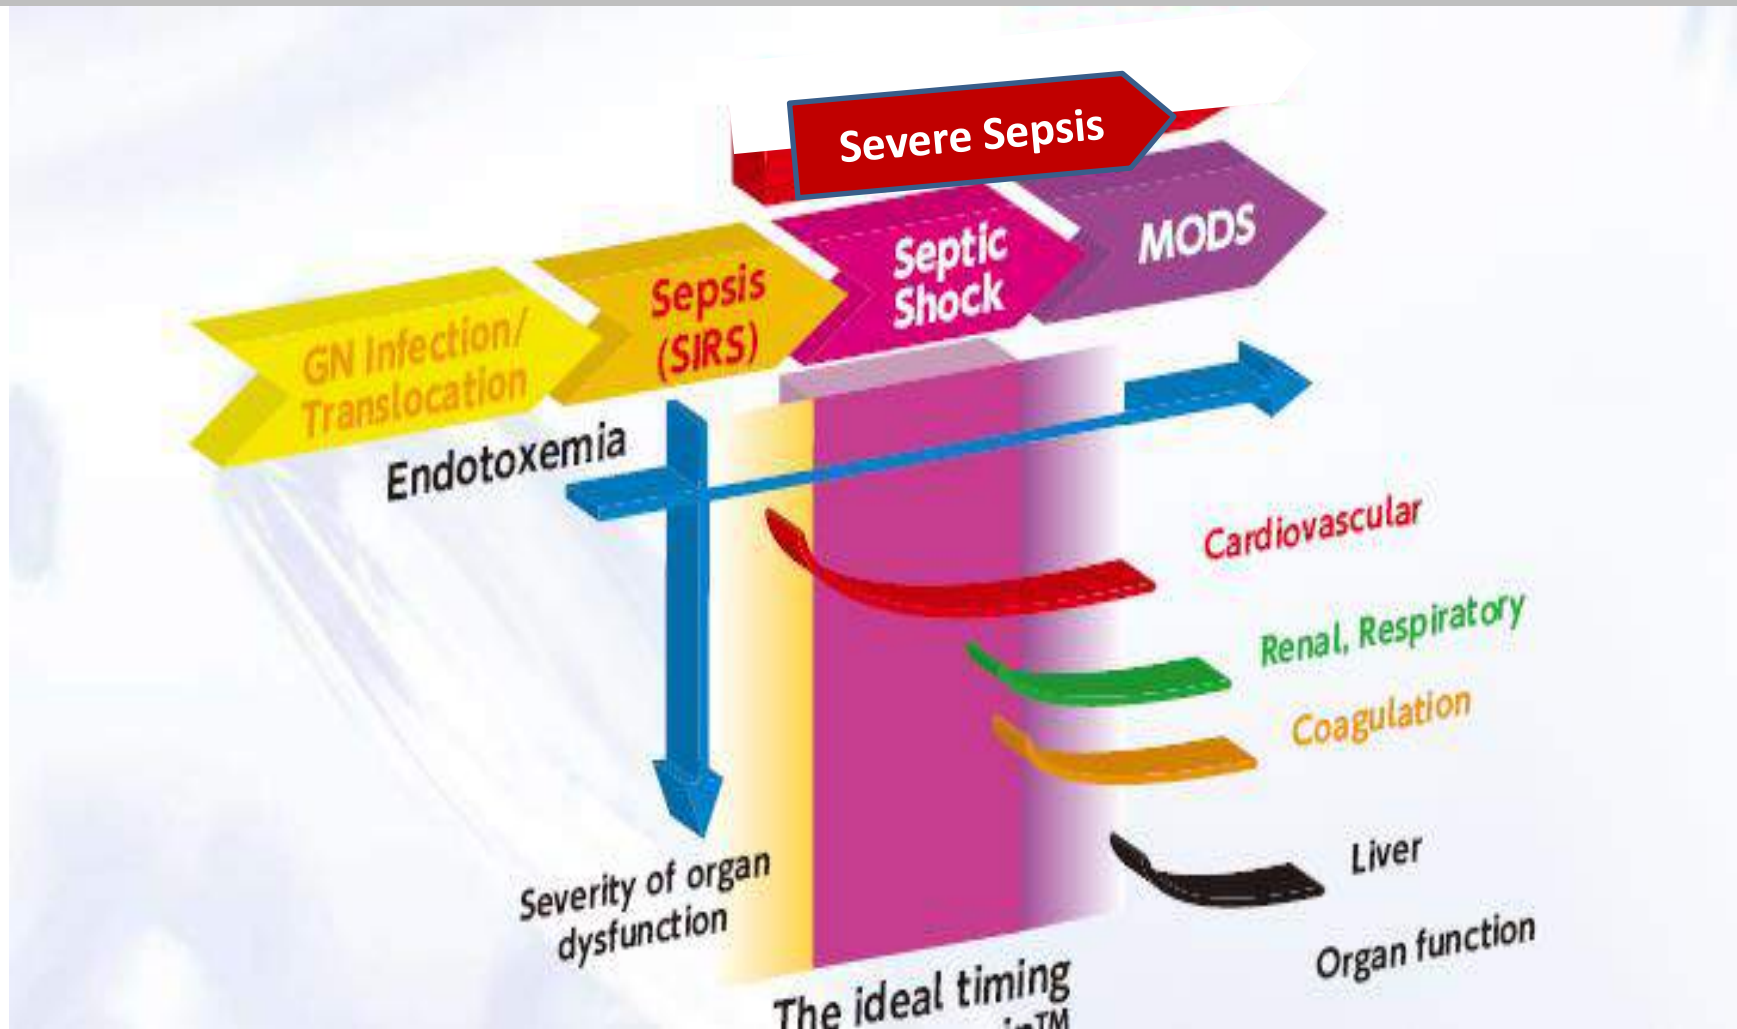 Severe Sepsis
Septic
Shock
MODS
Sepsis
(SIRS)
GN Infection/
Translocation
Endotoxemia
Cardiovascular
Renal, Respiratory
Coagulation
Liver
Organ function
Severity of organ
dysfunction
The ideal timing